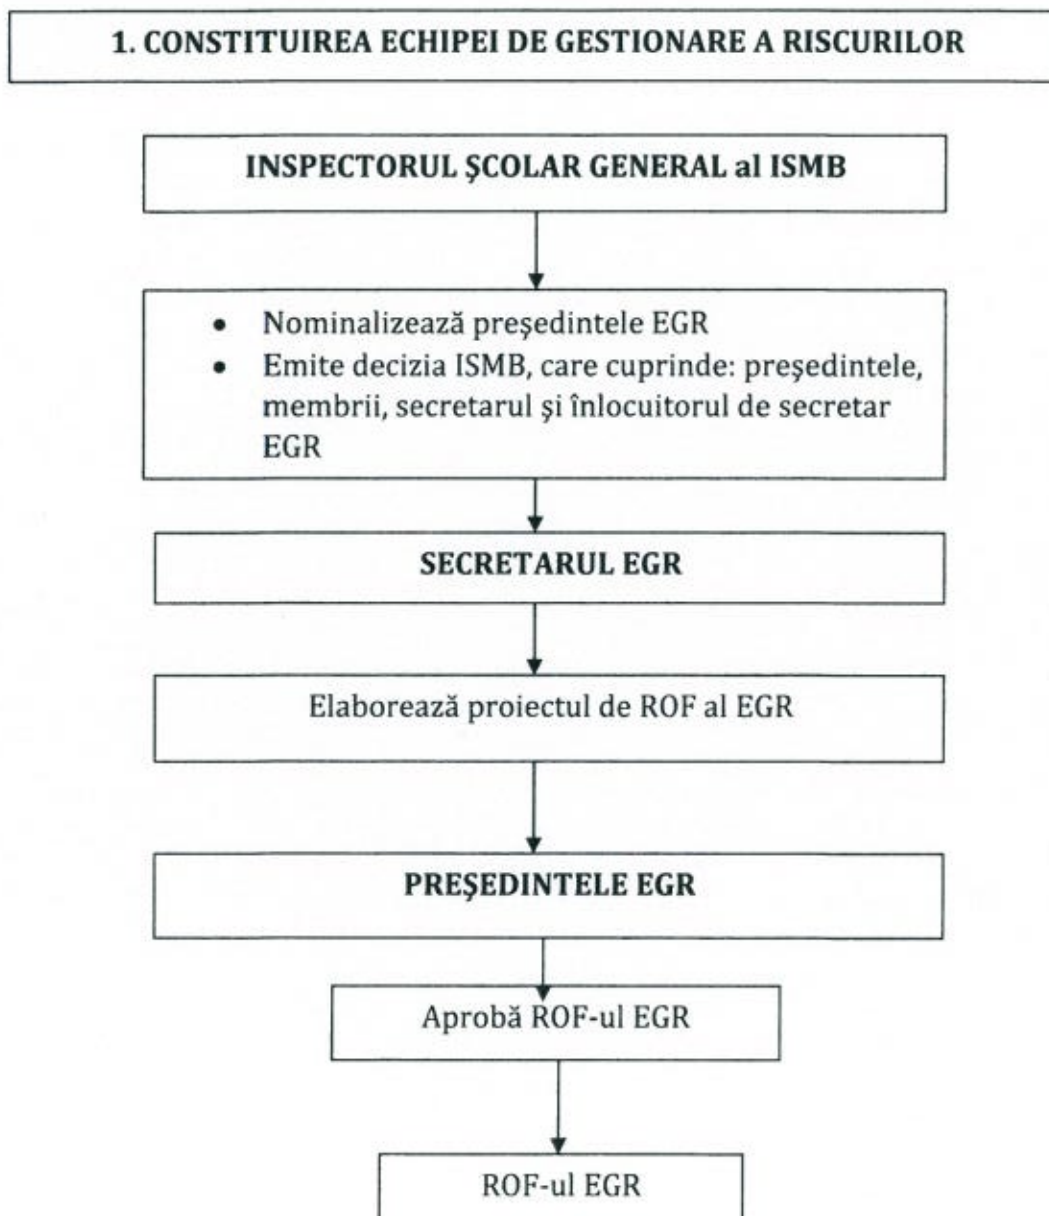 1. CONSTITUIREA ECHIPEI DE GESTIONARE A RISCURILOR
INSPECTORUL ŞCOLAR GENERAL al ISMB
• Nominalizează preşedintele EGR
• Emite decizia ISMB, care cuprinde: preşedintele,
membrii, secretarul şi înlocuitorul de secretar
EGR
SECRETARUL EGR
Elaborează proiectul de ROF al EGR
PREŞEDINTELE EGR
Aprobă ROF-ul EGR
ROF-ul EGR